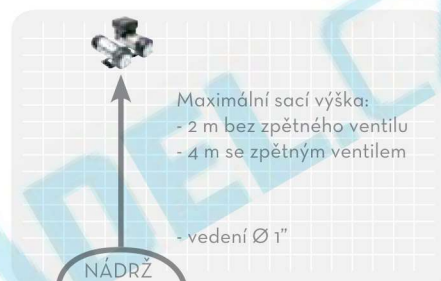 Maximální sací výška:
- 2 m bez zpětného ventilu
- 4 m se zpětným ventilem
- vedení Ø 1”
NÁDRŽ